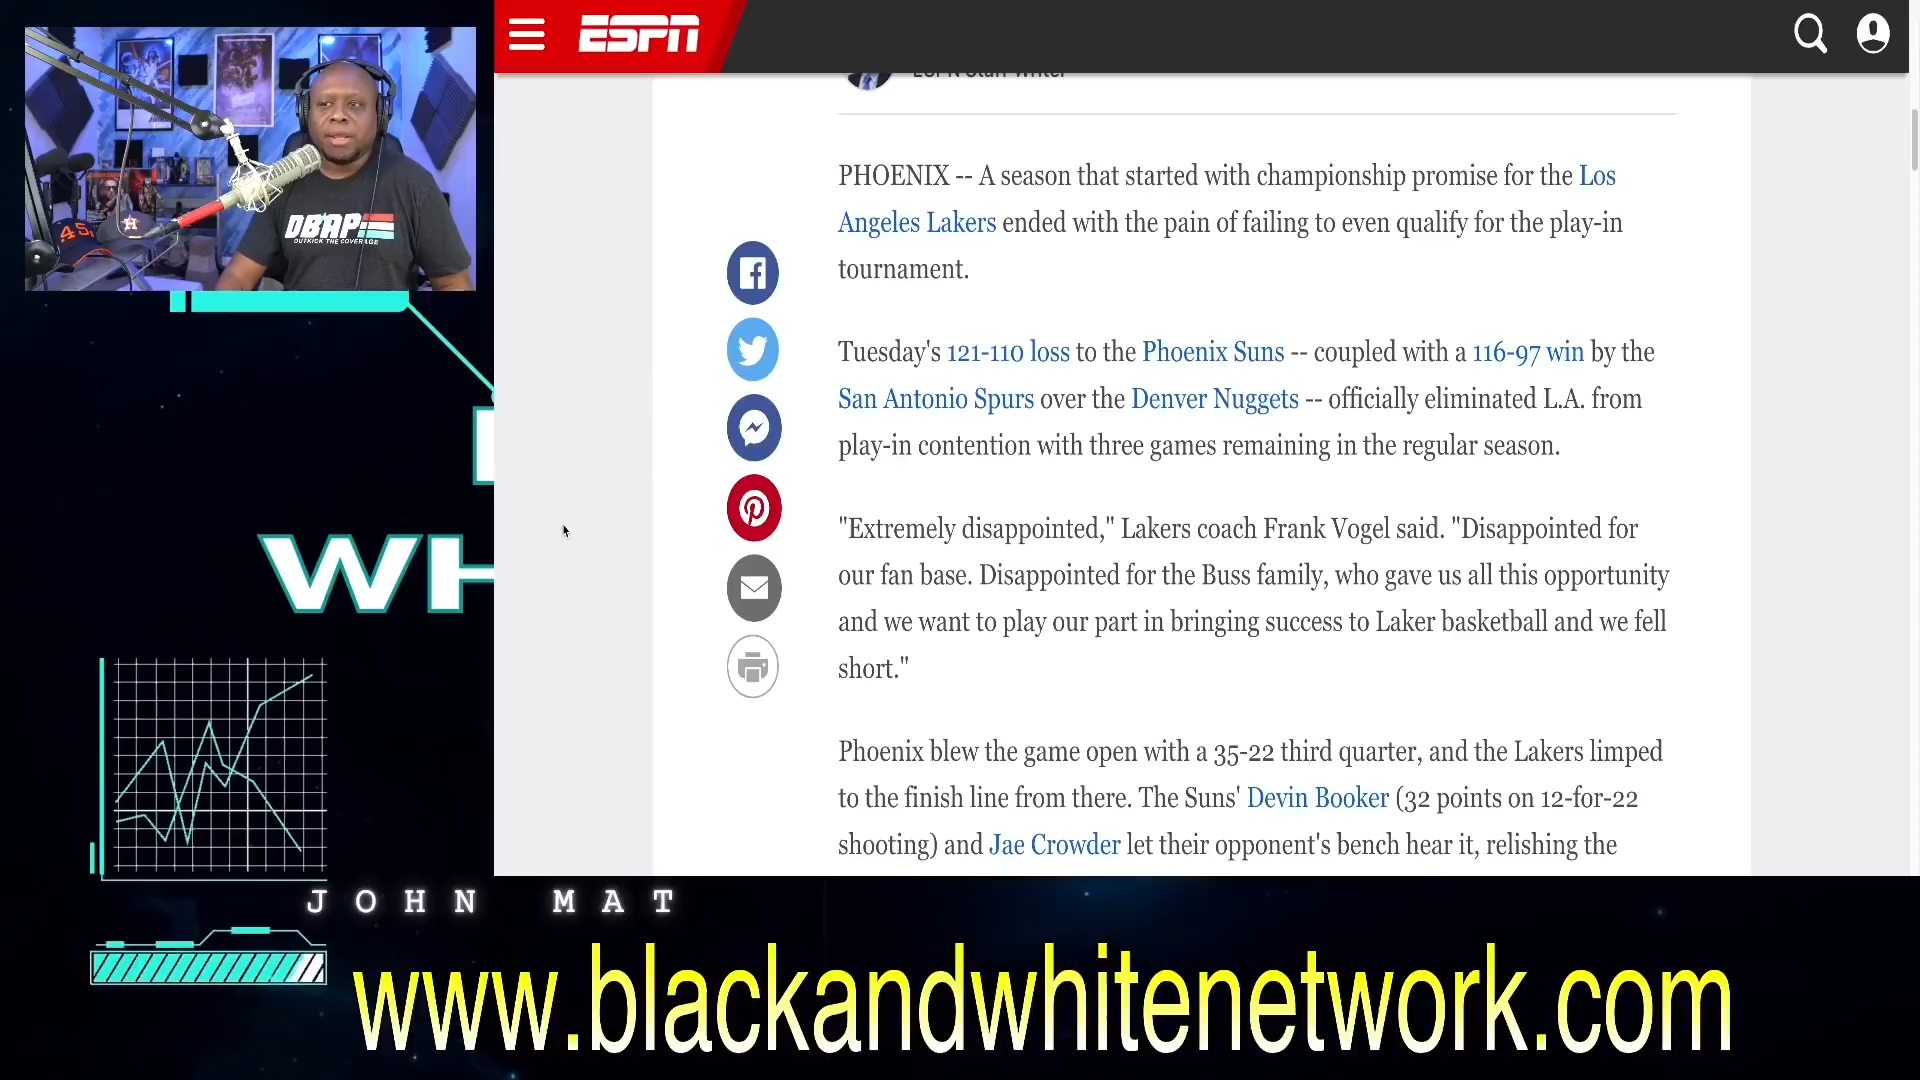 ESPN
ESPN Staff Writer
DBAP
OUTKICK THE COVERAGE
PHOENIX -- A season that started with championship promise for the Los
Angeles Lakers ended with the pain of failing to even qualify for the play-in
tournament.
Tuesday's 121-110 loss to the Phoenix Suns -- coupled with a 116-97 win by the
San Antonio Spurs over the Denver Nuggets -- officially eliminated L.A. from
play-in contention with three games remaining in the regular season.
"Extremely disappointed," Lakers coach Frank Vogel said. "Disappointed for
our fan base. Disappointed for the Buss family, who gave us all this opportunity
and we want to play our part in bringing success to Laker basketball and we fell
short."
Phoenix blew the game open with a 35-22 third quarter, and the Lakers limped
to the finish line from there. The Suns' Devin Booker (32 points on 12-for-22
shooting) and Jae Crowder let their opponent's bench hear it, relishing the
WH
JOHN MAT
www.blackandwhitenetwork.com